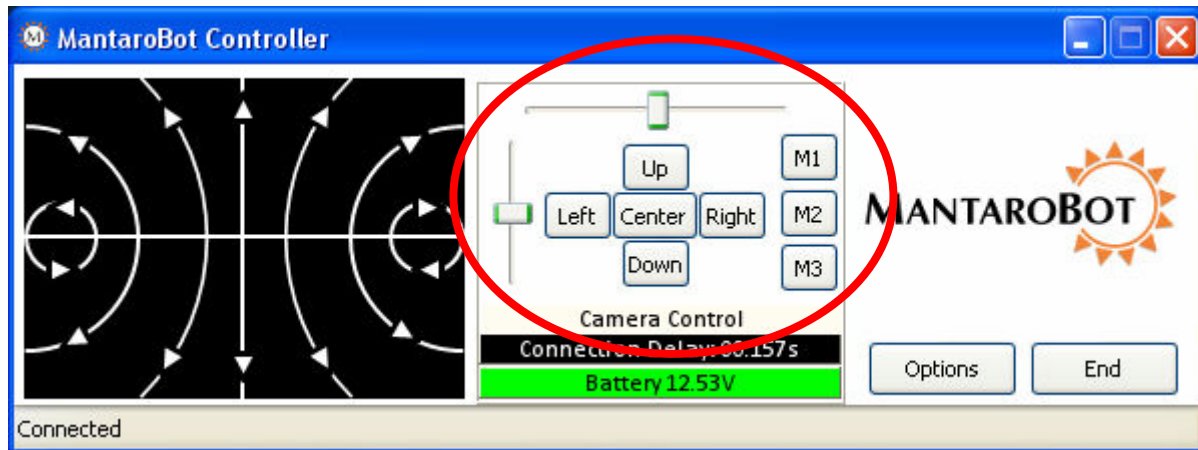 MantaroBot Controller
Up
M1
Left Center Right M2
Down
M3
Camera Control
Connection Delay: 00.157s
Battery 12.53V
MANTAROBOT
Options End
Connected